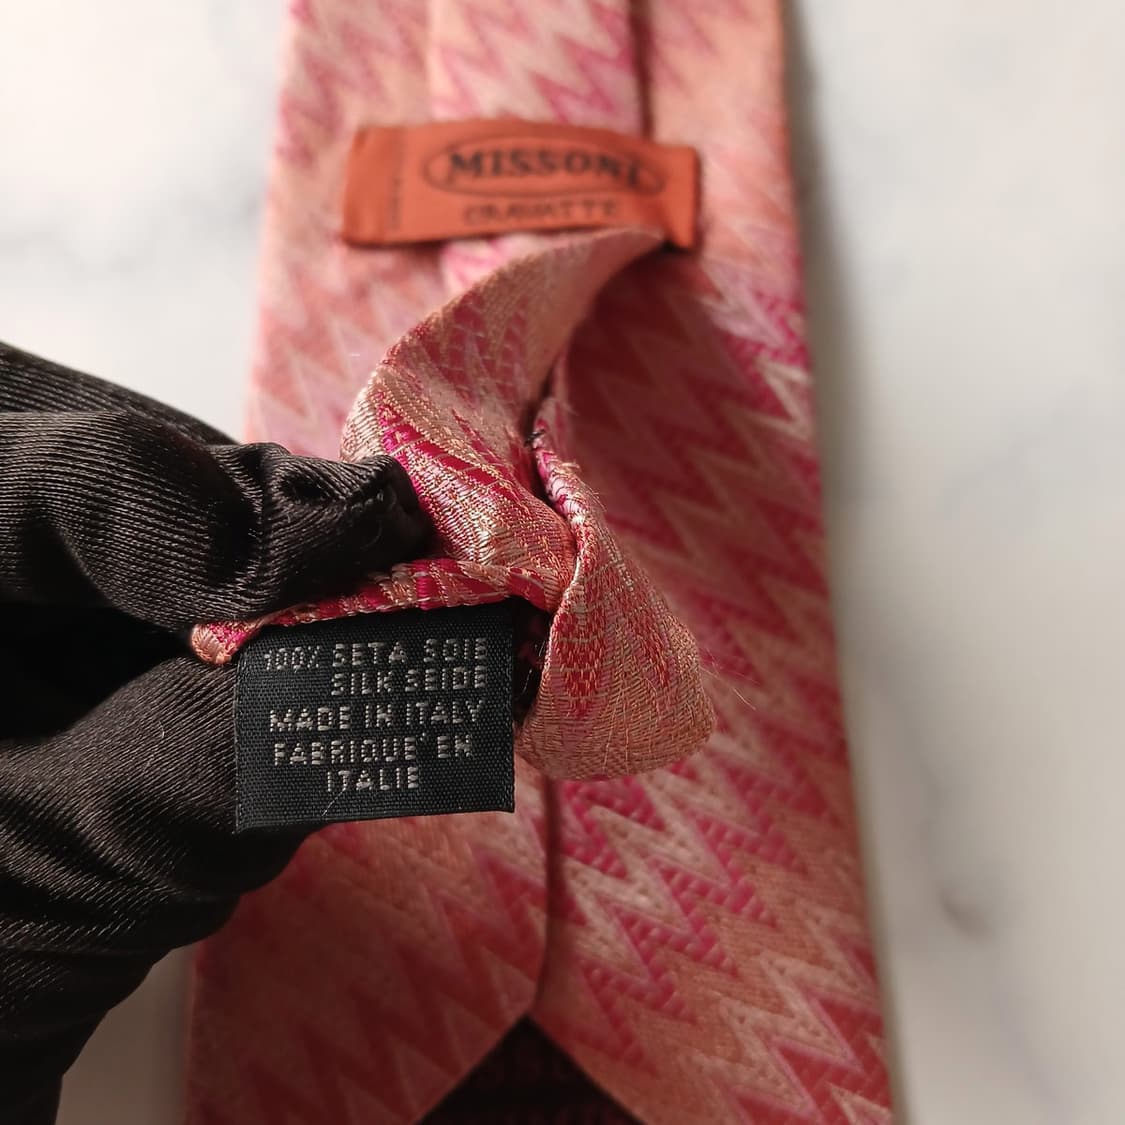 MISSONI
CRAVATTE
100% SETA SOIE
SILK SEIDE
MADE IN ITALY
FABRIQUE' EN
ITALIE